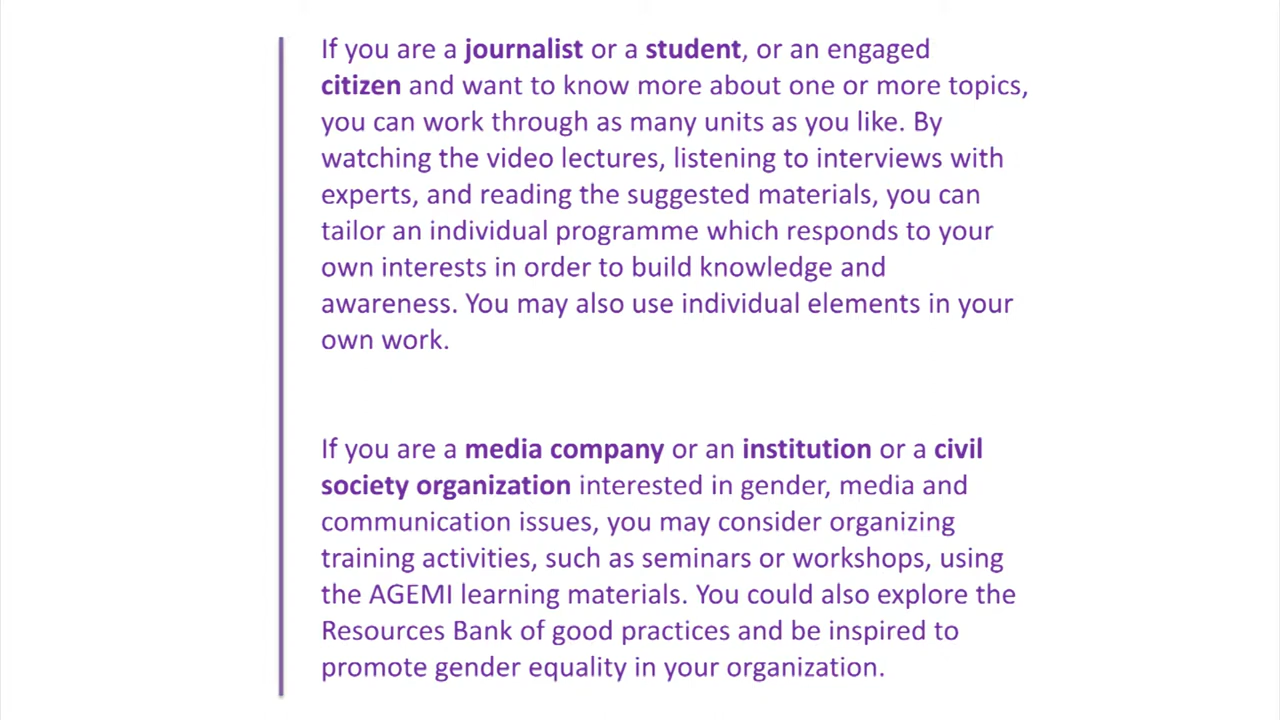 If you are a journalist or a student, or an engaged
citizen and want to know more about one or more topics,
you can work through as many units as you like. By
watching the video lectures, listening to interviews with
experts, and reading the suggested materials, you can
tailor an individual programme which responds to your
own interests in order to build knowledge and
awareness. You may also use individual elements in your
own work.
If you are a media company or an institution or a civil
society organization interested in gender, media and
communication issues, you may consider organizing
training activities, such as seminars or workshops, using
the AGEMI learning materials. You could also explore the
Resources Bank of good practices and be inspired to
promote gender equality in your organization.